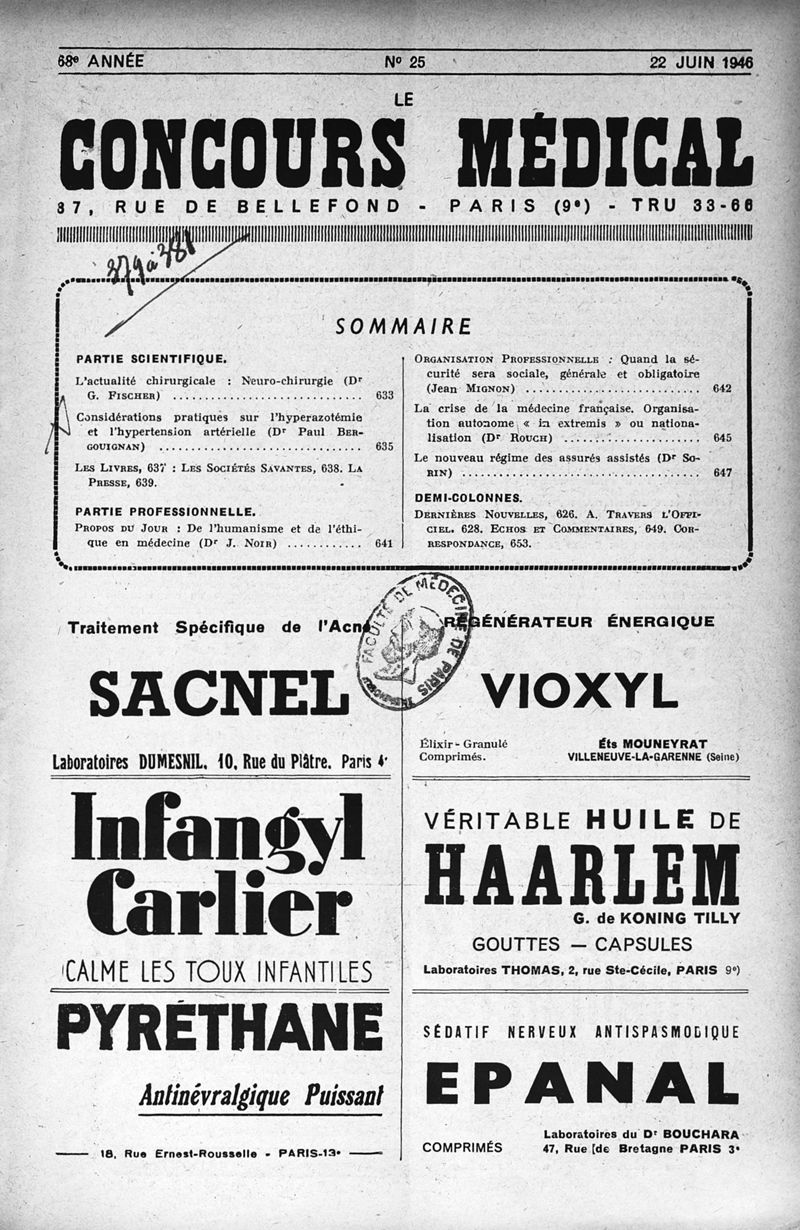 68e ANNÉE
No 25
22 JUIN 1946
LE
CONCOURS MÉDICAL
37, RUE DE BELLEFOND - PARIS (9e) - TRU 33-66
379 à 381
SOMMAIRE
PARTIE SCIENTIFIQUE.
L'actualité chirurgicale : Neuro-chirurgie (Dr
G. FISCHER) .......................... 633
Considérations pratiques sur l'hyperazotémie
et l'hypertension artérielle (Dr Paul BER-
GOUIGNAN) .......................... 635
LES LIVRES, 637 : LES SOCIÉTÉS SAVANTES, 638. LA
PRESSE, 639.
PARTIE PROFESSIONNELLE.
PROPOS DU JOUR : De l'humanisme et de l'éthi-
que en médecine (Dr J. NOIR) ............ 641
ORGANISATION PROFESSIONNELLE : Quand la sé-
curité sera sociale, générale et obligatoire
(Jean MIGNON) .......................... 642
La crise de la médecine française. Organisa-
tion autonome « in extremis » ou nationa-
lisation (Dr ROUCH) .................... 645
Le nouveau régime des assurés assistés (Dr SO-
RIN) .................................. 647
DEMI-COLONNES.
DERNIÈRES NOUVELLES, 626. A. TRAVERS L'OFFI-
CIEL. 628. ECHOS ET COMMENTAIRES, 649. COR-
RESPONDANCE, 653.
FACULTÉ DE MÉDECINE DE PARIS
Traitement Spécifique de l'Acné
SACNEL
Laboratoires DUMESNIL. 10, Rue du Plâtre. Paris 4e
Infangyl
Carlier
CALME LES TOUX INFANTILES
PYRÉTHANE
Antinévralgique Puissant
18, Rue Ernest-Rousselle - PARIS-13e
RÉGÉNÉRATEUR ÉNERGIQUE
VIOXYL
Élixir - Granulé
Comprimés.
Éts MOUNEYRAT
VILLENEUVE-LA-GARENNE (Seine)
VÉRITABLE HUILE DE
HAARLEM
G. de KONING TILLY
GOUTTES — CAPSULES
Laboratoires THOMAS, 2, rue Ste-Cécile, PARIS 9e)
SÉDATIF NERVEUX ANTISPASMODIQUE
EPANAL
COMPRIMÉS
Laboratoires du Dr BOUCHARA
47, Rue [de Bretagne PARIS 3e